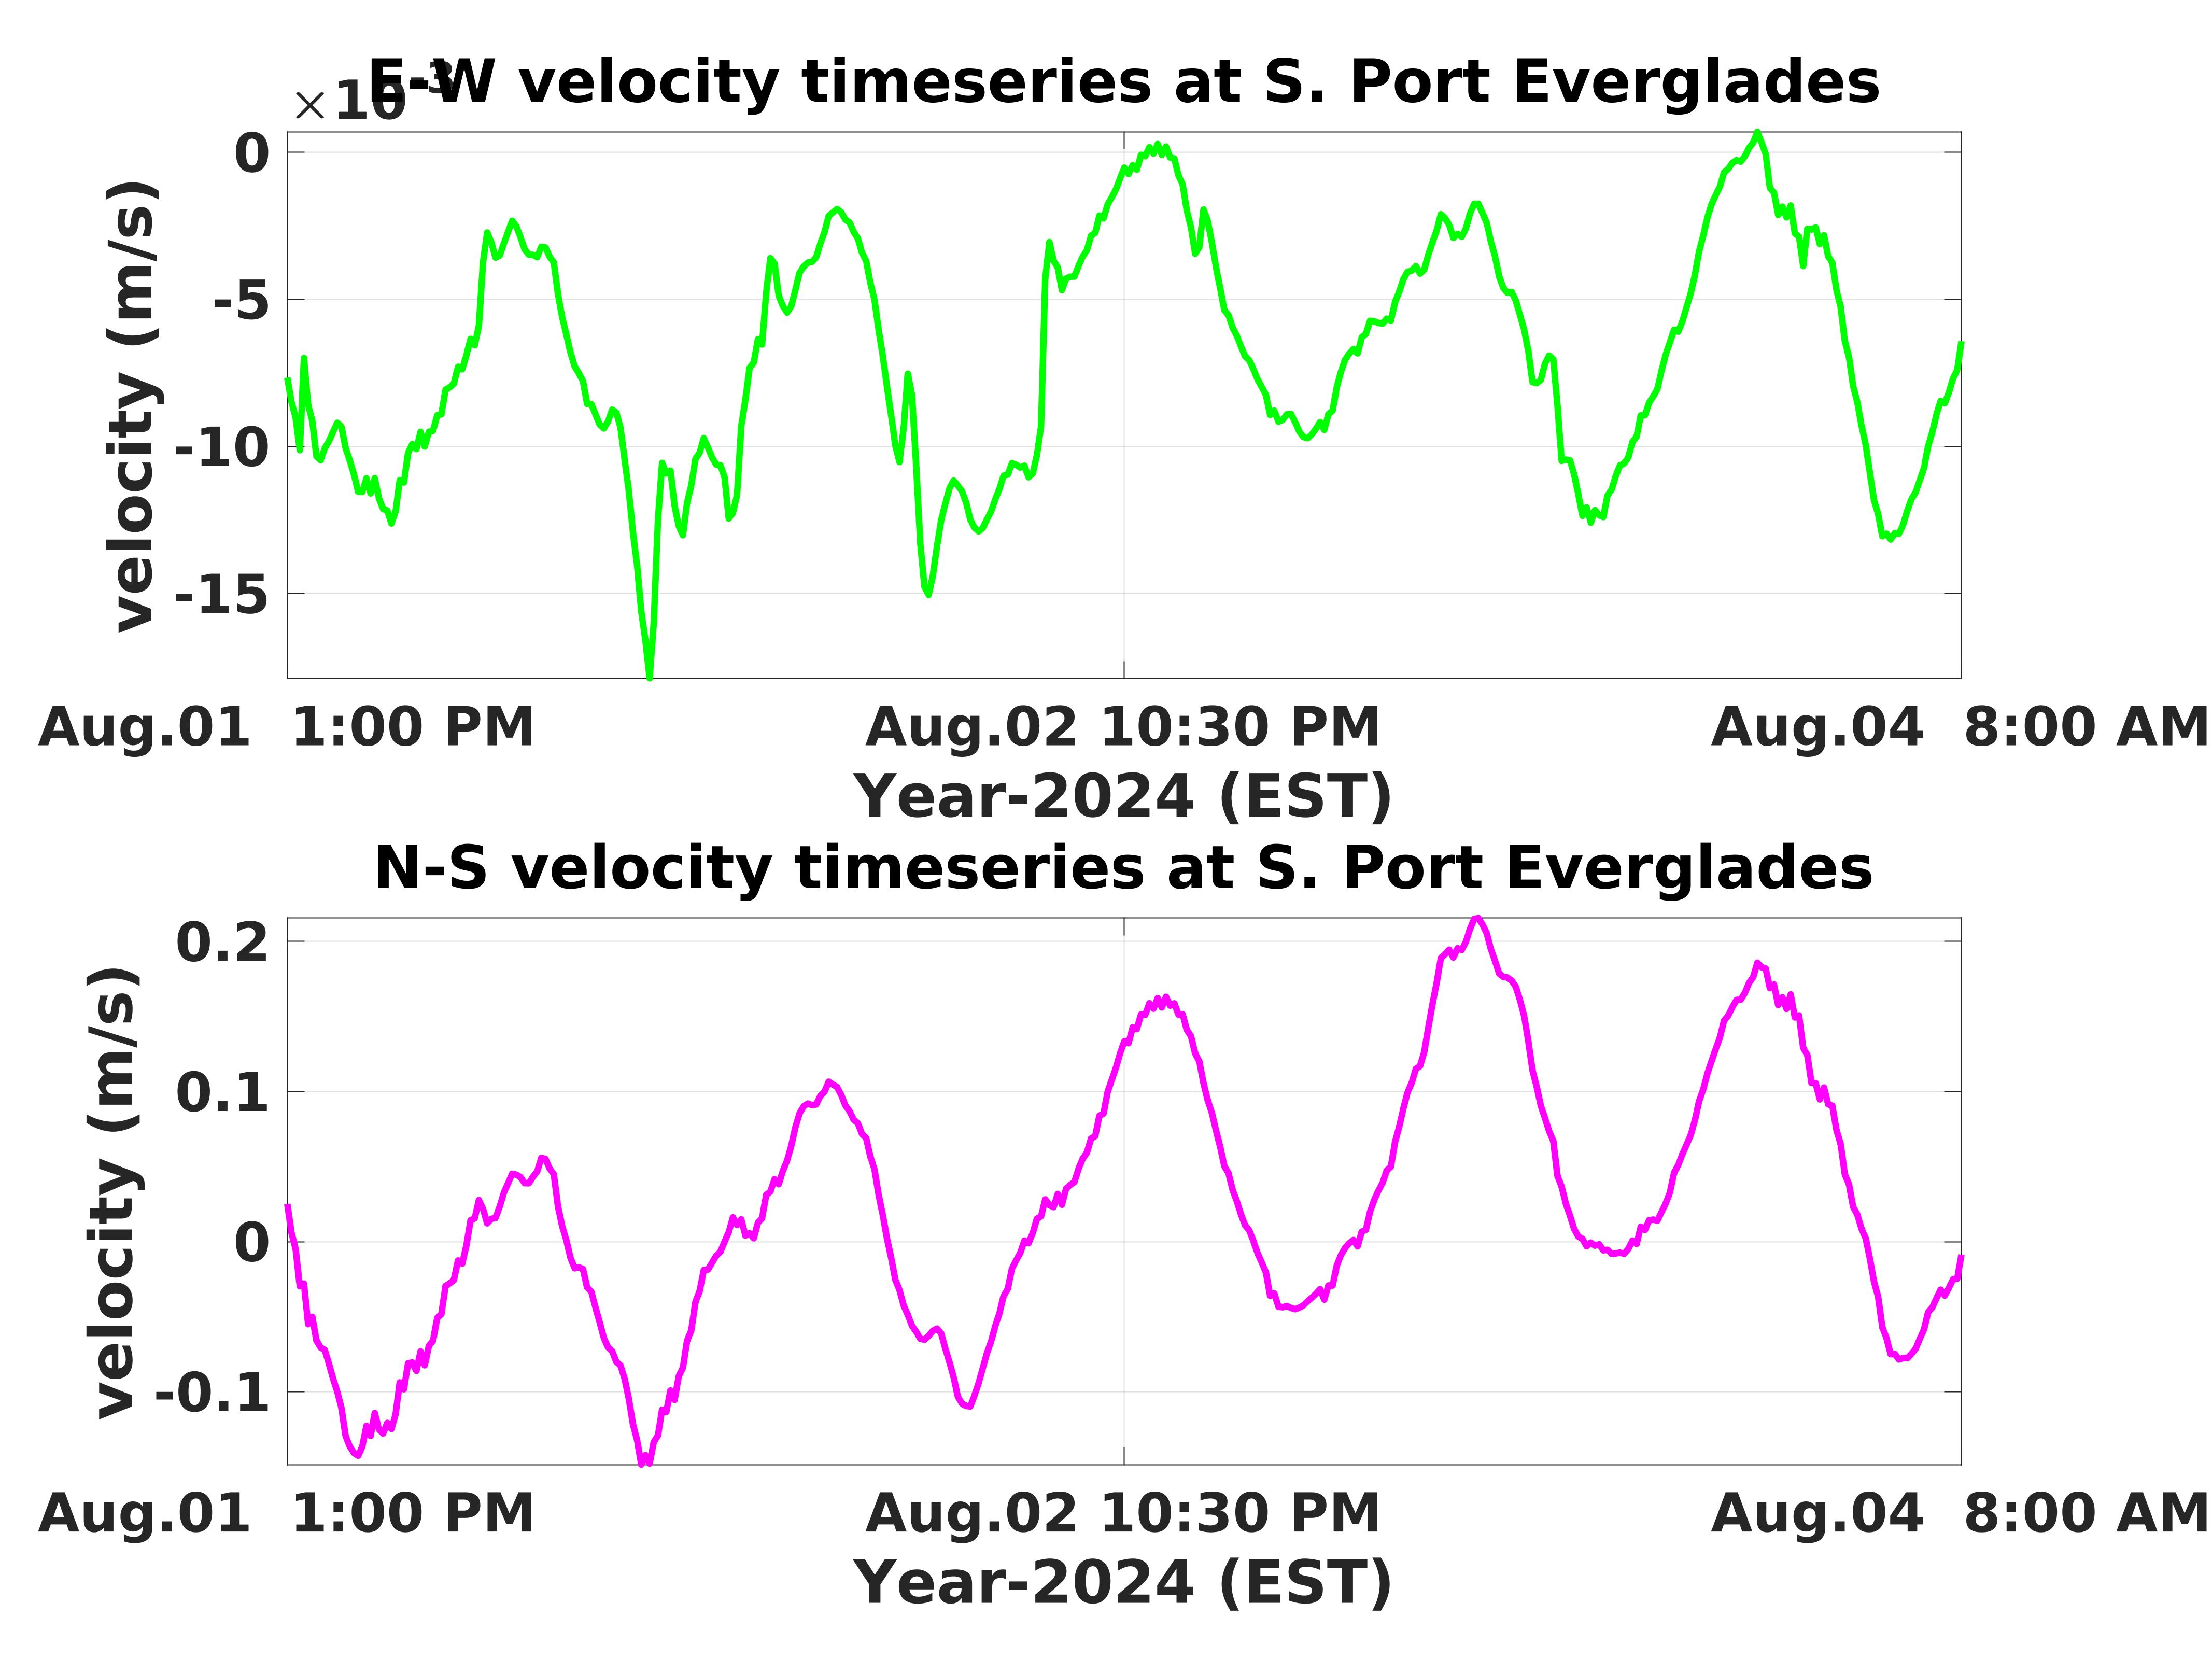 E-W velocity timeseries at S. Port Everglades
×10-3
0
-5
-10
-15
velocity (m/s)
Aug.01  1:00 PM Aug.02 10:30 PM Aug.04  8:00 AM
Year-2024 (EST)
N-S velocity timeseries at S. Port Everglades
0.2
0.1
0
-0.1
velocity (m/s)
Aug.01  1:00 PM Aug.02 10:30 PM Aug.04  8:00 AM
Year-2024 (EST)